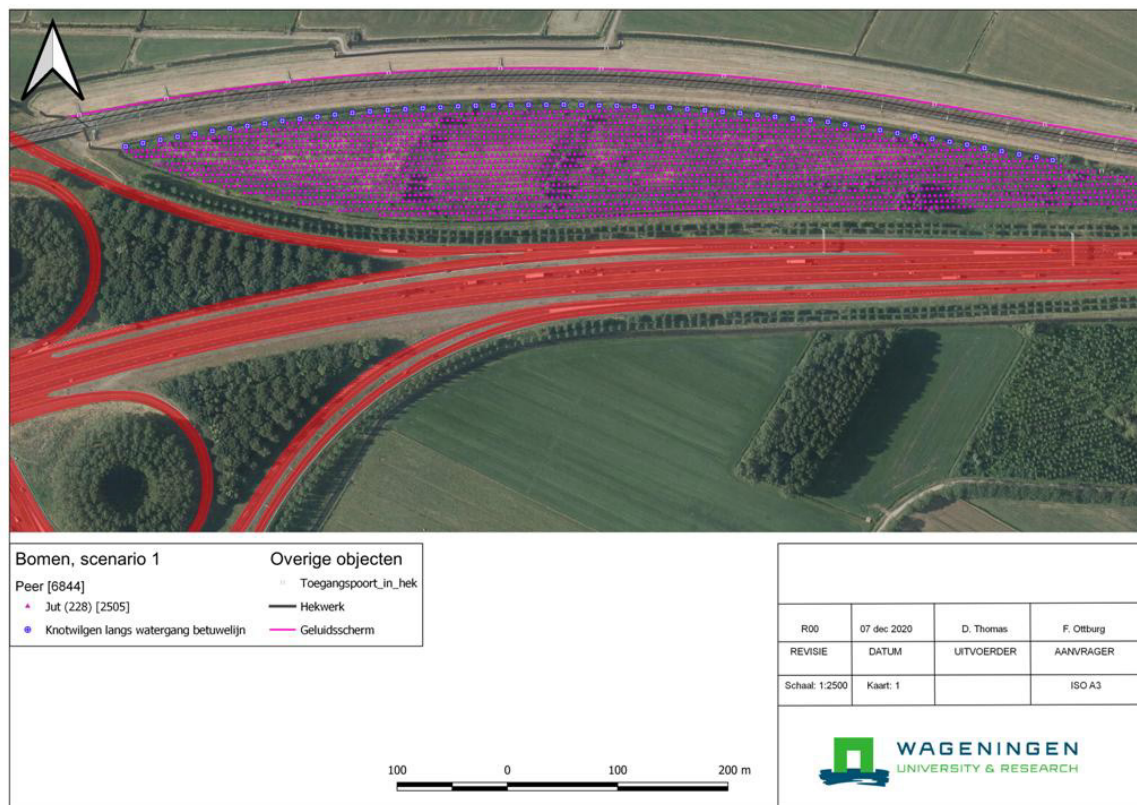 Bomen, scenario 1
Peer [6844]
Jut (228) [2505]
Knotwilgen langs watergang betuwelijn
Overige objecten
Toegangspoort_in_hek
Hekwerk
Geluidsscherm
R00 07 dec 2020 D. Thomas F. Ottburg
REVISIE DATUM UITVOERDER AANVRAGER
Schaal: 1:2500 Kaart: 1 ISO A3
WAGENINGEN
UNIVERSITY & RESEARCH
100 0 100 200 m